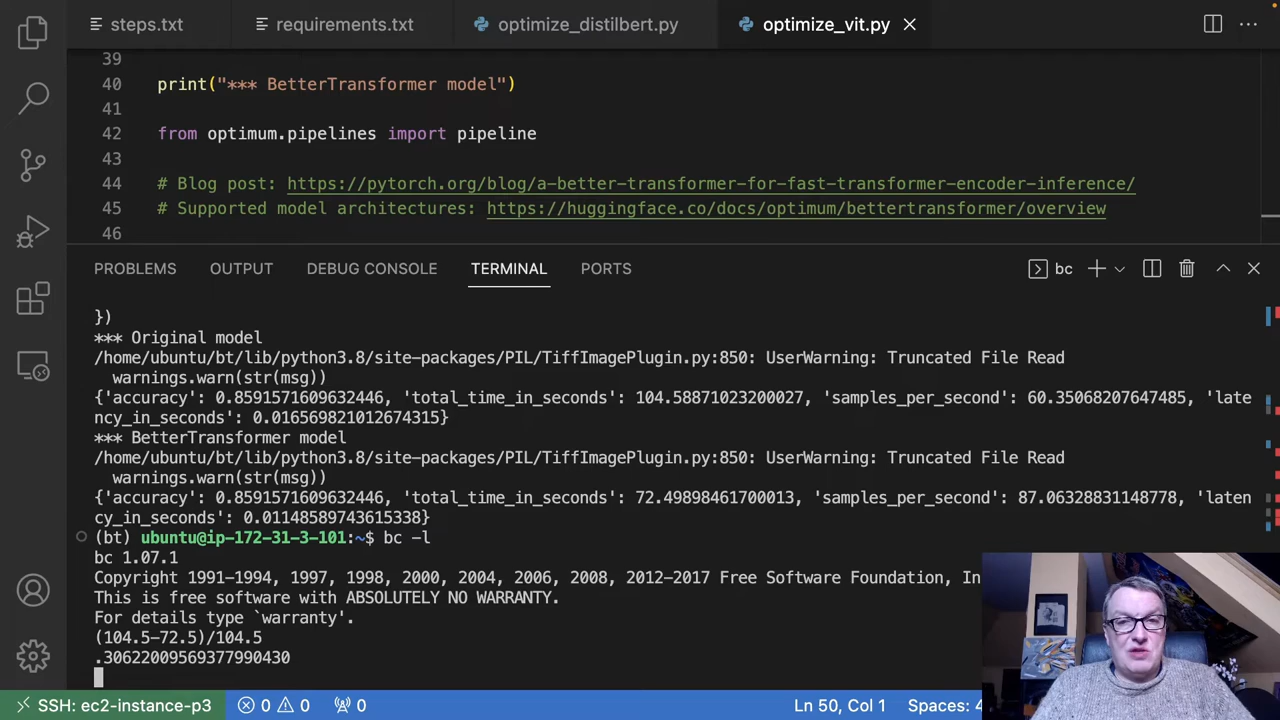 steps.txt
requirements.txt
optimize_distilbert.py
optimize_vit.py
39
40 print("*** BetterTransformer model")
41
42 from optimum.pipelines import pipeline
43
44 # Blog post: https://pytorch.org/blog/a-better-transformer-for-fast-transformer-encoder-inference/
45 # Supported model architectures: https://huggingface.co/docs/optimum/bettertransformer/overview
46
PROBLEMS OUTPUT DEBUG CONSOLE TERMINAL PORTS bc
})
*** Original model
/home/ubuntu/bt/lib/python3.8/site-packages/PIL/TiffImagePlugin.py:850: UserWarning: Truncated File Read
warnings.warn(str(msg))
{'accuracy': 0.8591571609632446, 'total_time_in_seconds': 104.58871023200027, 'samples_per_second': 60.35068207647485, 'late
ncy_in_seconds': 0.016569821012674315}
*** BetterTransformer model
/home/ubuntu/bt/lib/python3.8/site-packages/PIL/TiffImagePlugin.py:850: UserWarning: Truncated File Read
warnings.warn(str(msg))
{'accuracy': 0.8591571609632446, 'total_time_in_seconds': 72.49898461700013, 'samples_per_second': 87.06328831148778, 'laten
cy_in_seconds': 0.01148589743615338}
(bt) ubuntu@ip-172-31-3-101:~$ bc -l
bc 1.07.1
Copyright 1991-1994, 1997, 1998, 2000, 2004, 2006, 2008, 2012-2017 Free Software Foundation, In
This is free software with ABSOLUTELY NO WARRANTY.
For details type `warranty'.
(104.5-72.5)/104.5
.30622009569377990430
SSH: ec2-instance-p3 0 0 0 Ln 50, Col 1 Spaces: